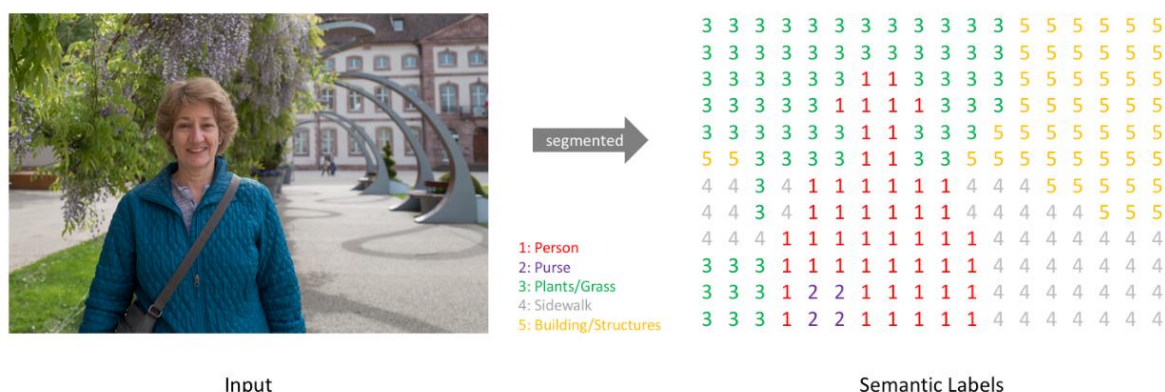 segmented
1: Person
2: Purse
3: Plants/Grass
4: Sidewalk
5: Building/Structures
3 3 3 3 3 3 3 3 3 3 3 3 5 5 5 5 5 5
3 3 3 3 3 3 3 3 3 3 3 3 5 5 5 5 5 5
3 3 3 3 3 3 1 1 3 3 3 3 5 5 5 5 5 5
3 3 3 3 3 1 1 1 1 3 3 3 5 5 5 5 5 5
3 3 3 3 3 3 1 1 3 3 3 5 5 5 5 5 5 5
5 5 3 3 3 3 1 1 3 3 5 5 5 5 5 5 5 5
4 4 3 4 1 1 1 1 1 1 4 4 4 5 5 5 5 5
4 4 3 4 1 1 1 1 1 1 4 4 4 4 4 5 5 5
4 4 4 1 1 1 1 1 1 1 1 4 4 4 4 4 4 4
3 3 3 1 1 1 1 1 1 1 1 4 4 4 4 4 4 4
3 3 3 1 2 2 1 1 1 1 1 4 4 4 4 4 4 4
3 3 3 1 2 2 1 1 1 1 1 4 4 4 4 4 4 4
Input
Semantic Labels